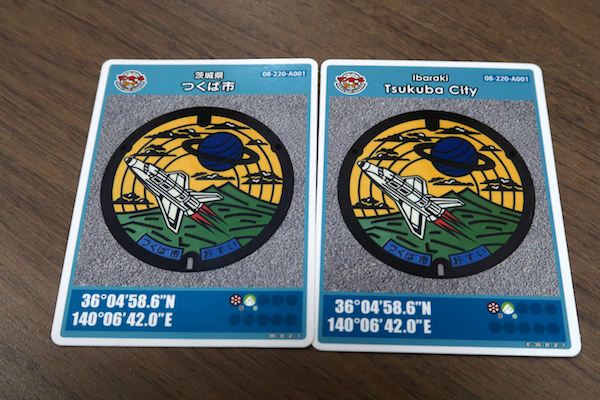 茨城県
つくば市
08-220-A001
つくば市
おすい
36°04'58.6"N
140°06'42.0"E
Ibaraki
Tsukuba City
08-220-A001
つくば市
おすい
36°04'58.6"N
140°06'42.0"E